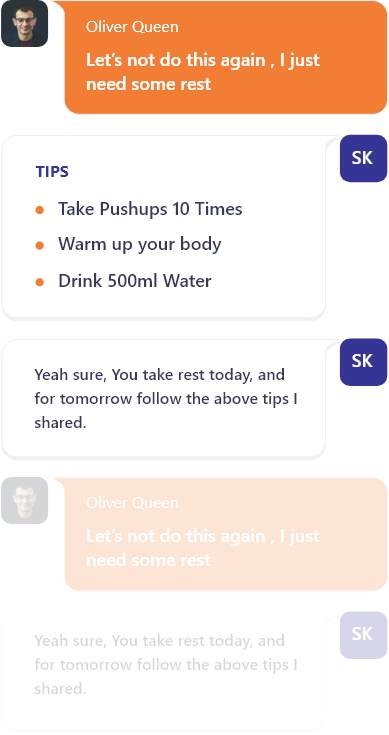 Oliver Queen
Let's not do this again , I just
need some rest
SK
TIPS
Take Pushups 10 Times
Warm up your body
Drink 500ml Water
SK
Yeah sure, You take rest today, and
for tomorrow follow the above tips I
shared.
Oliver Queen
Let's not do this again , I just
need some rest
SK
Yeah sure, You take rest today, and
for tomorrow follow the above tips I
shared.